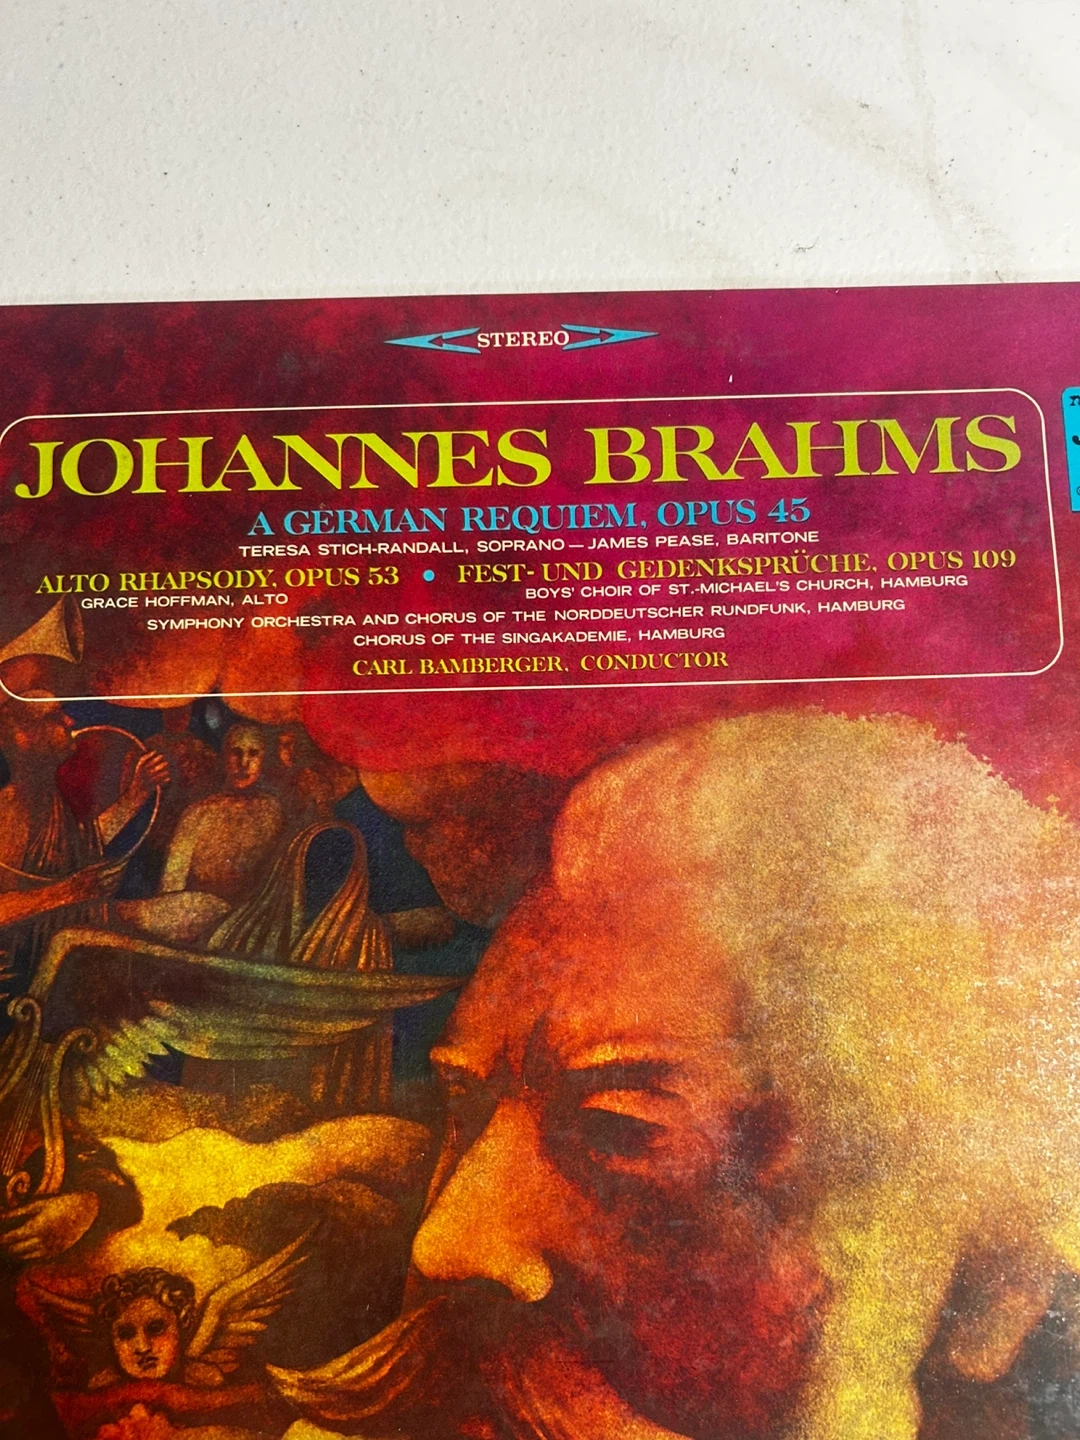 STEREO
JOHANNES BRAHMS
A GERMAN REQUIEM, OPUS 45
TERESA STICH-RANDALL, SOPRANO — JAMES PEASE, BARITONE
ALTO RHAPSODY, OPUS 53 • FEST- UND GEDENKSPRÜCHE, OPUS 109
GRACE HOFFMAN, ALTO
BOYS' CHOIR OF ST.-MICHAEL'S CHURCH, HAMBURG
SYMPHONY ORCHESTRA AND CHORUS OF THE NORDDEUTSCHER RUNDFUNK, HAMBURG
CHORUS OF THE SINGAKADEMIE, HAMBURG
CARL BAMBERGER, CONDUCTOR